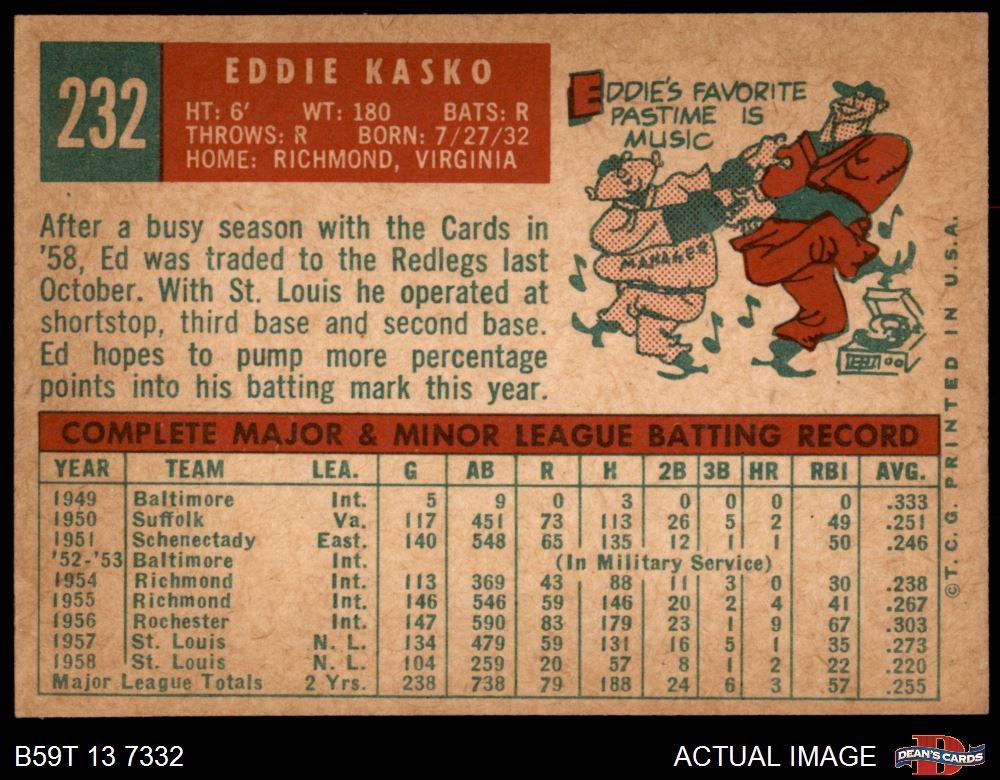 232
EDDIE KASKO
HT: 6' WT: 180 BATS: R
THROWS: R BORN: 7/27/32
HOME: RICHMOND, VIRGINIA
EDDIE'S FAVORITE
PASTIME IS
MUSIC
MANAGER
After a busy season with the Cards in
'58, Ed was traded to the Redlegs last
October. With St. Louis he operated at
shortstop, third base and second base.
Ed hopes to pump more percentage
points into his batting mark this year.
COMPLETE MAJOR & MINOR LEAGUE BATTING RECORD
YEAR TEAM LEA. G AB R H 2B 3B HR RBI AVG.
1949 Baltimore Int. 5 9 0 3 0 0 0 0 .333
1950 Suffolk Va. 117 451 73 113 26 5 2 49 .251
1951 Schenectady East. 140 548 65 135 12 1 1 50 .246
'52-'53 Baltimore Int. (In Military Service)
1954 Richmond Int. 113 369 43 88 11 3 0 30 .238
1955 Richmond Int. 146 546 59 146 20 2 4 41 .267
1956 Rochester Int. 147 590 83 179 23 1 9 67 .303
1957 St. Louis N. L. 134 479 59 131 16 5 1 35 .273
1958 St. Louis N. L. 104 259 20 57 8 1 2 22 .220
Major League Totals 2 Yrs. 238 738 79 188 24 6 3 57 .255
©T. C. G. PRINTED IN U.S.A.
B59T 13 7332
ACTUAL IMAGE
DEAN'S CARDS